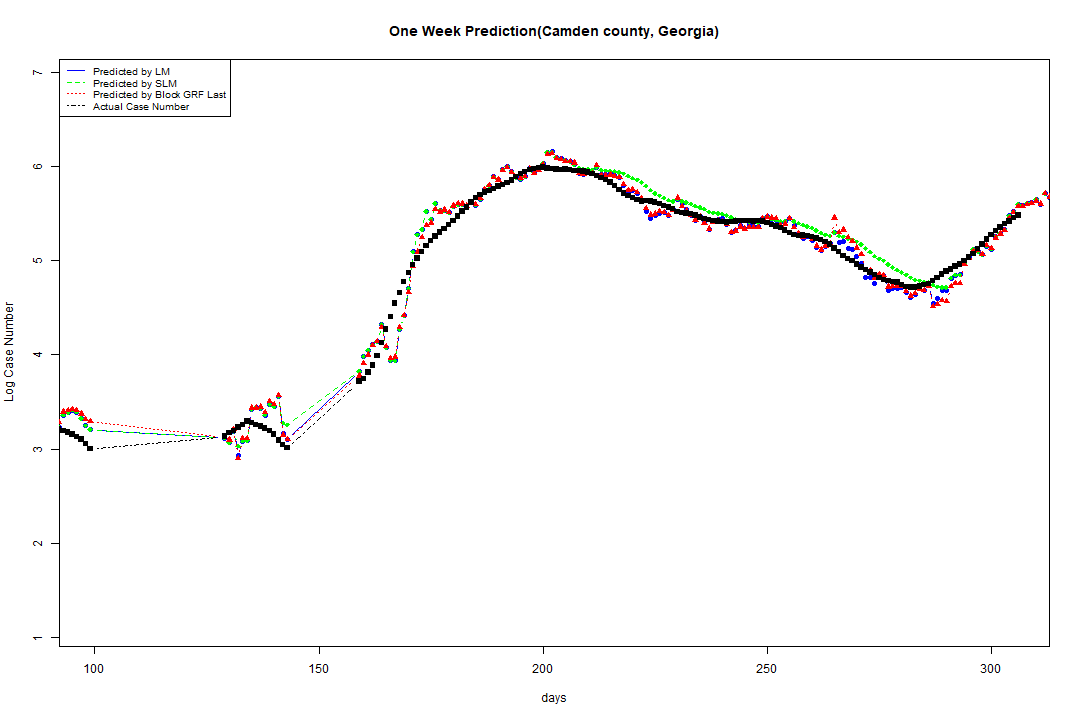 One Week Prediction(Camden county, Georgia)
Predicted by LM
Predicted by SLM
Predicted by Block GRF Last
Actual Case Number
7
6
5
4
3
2
1
Log Case Number
100 150 200 250 300
days